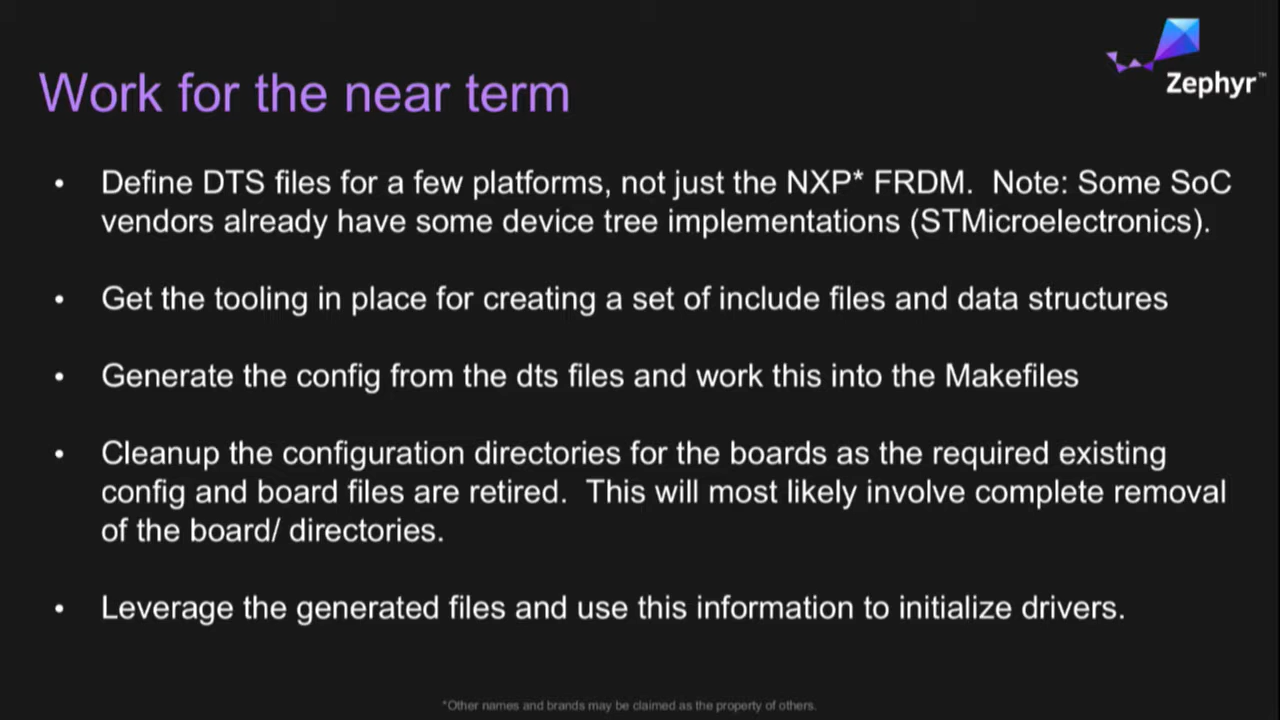 Zephyr™
Work for the near term
• Define DTS files for a few platforms, not just the NXP* FRDM.  Note: Some SoC
vendors already have some device tree implementations (STMicroelectronics).
• Get the tooling in place for creating a set of include files and data structures
• Generate the config from the dts files and work this into the Makefiles
• Cleanup the configuration directories for the boards as the required existing
config and board files are retired.  This will most likely involve complete removal
of the board/ directories.
• Leverage the generated files and use this information to initialize drivers.
*Other names and brands may be claimed as the property of others.